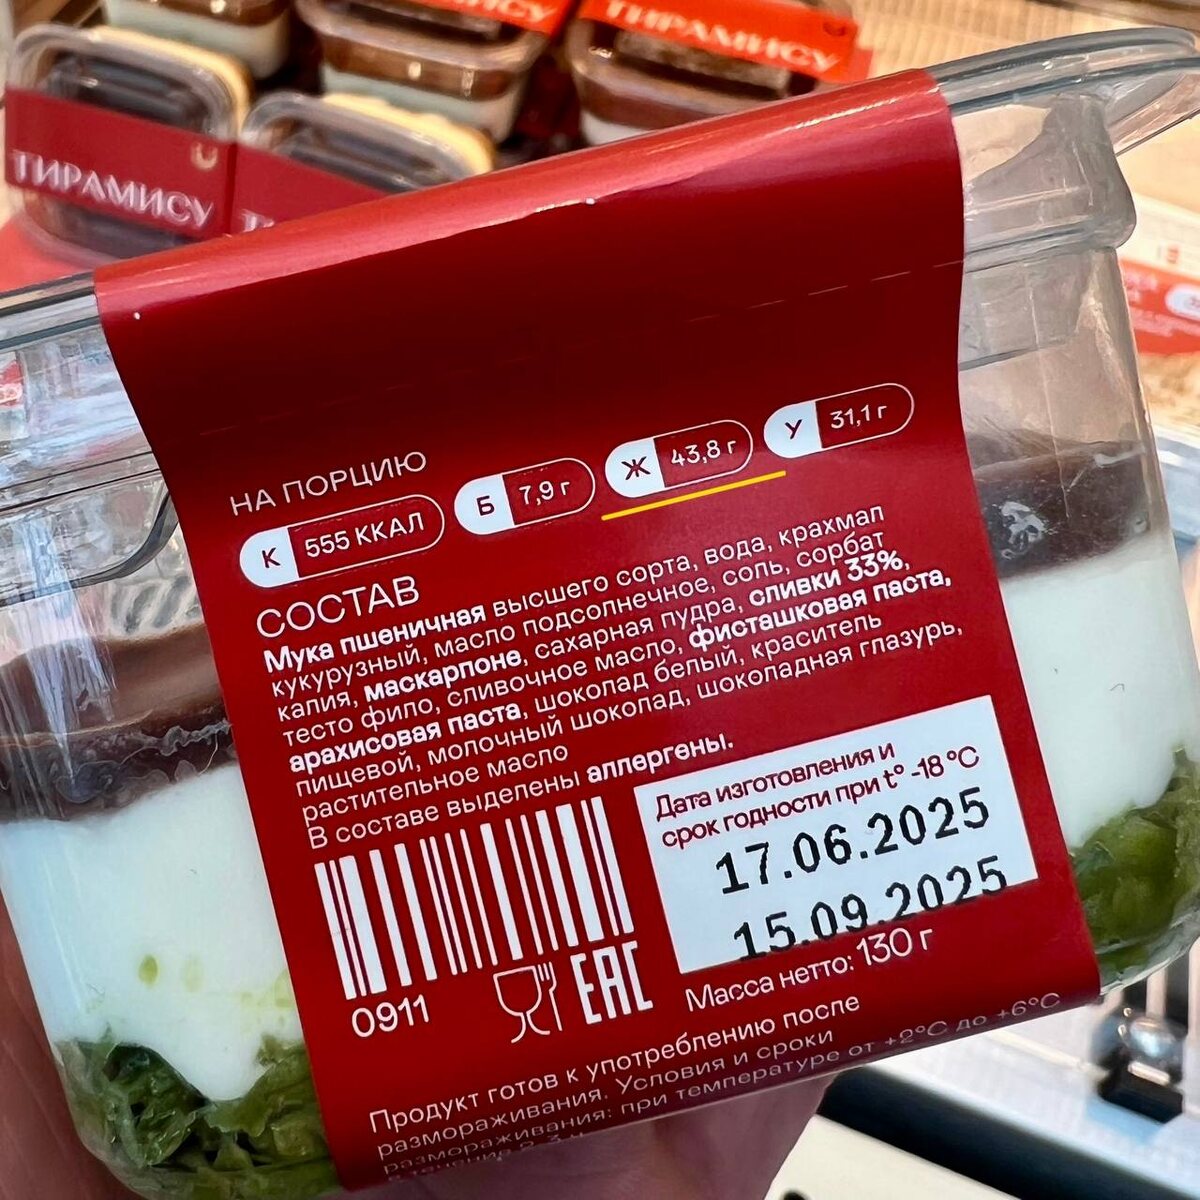 ТИРАМИСУ
ТИРАМИСУ
НА ПОРЦИЮ
К 555 ККАЛ Б 7,9 г Ж 43,8 г У 31,1 г
СОСТАВ
Мука пшеничная высшего сорта, вода, крахмал
кукурузный, масло подсолнечное, соль, сорбат
калия, маскарпоне, сахарная пудра, сливки 33%,
тесто фило, сливочное масло, фисташковая паста,
арахисовая паста, шоколад белый, краситель
пищевой, молочный шоколад, шоколадная глазурь,
растительное масло
В составе выделены аллергены.
Дата изготовления и
срок годности при t° -18 °C
17.06.2025
15.09.2025
Масса нетто: 130 г
0911
EAC
Продукт готов к употреблению после
размораживания. Условия и сроки
размораживания: при температуре от +2°C до +6°C